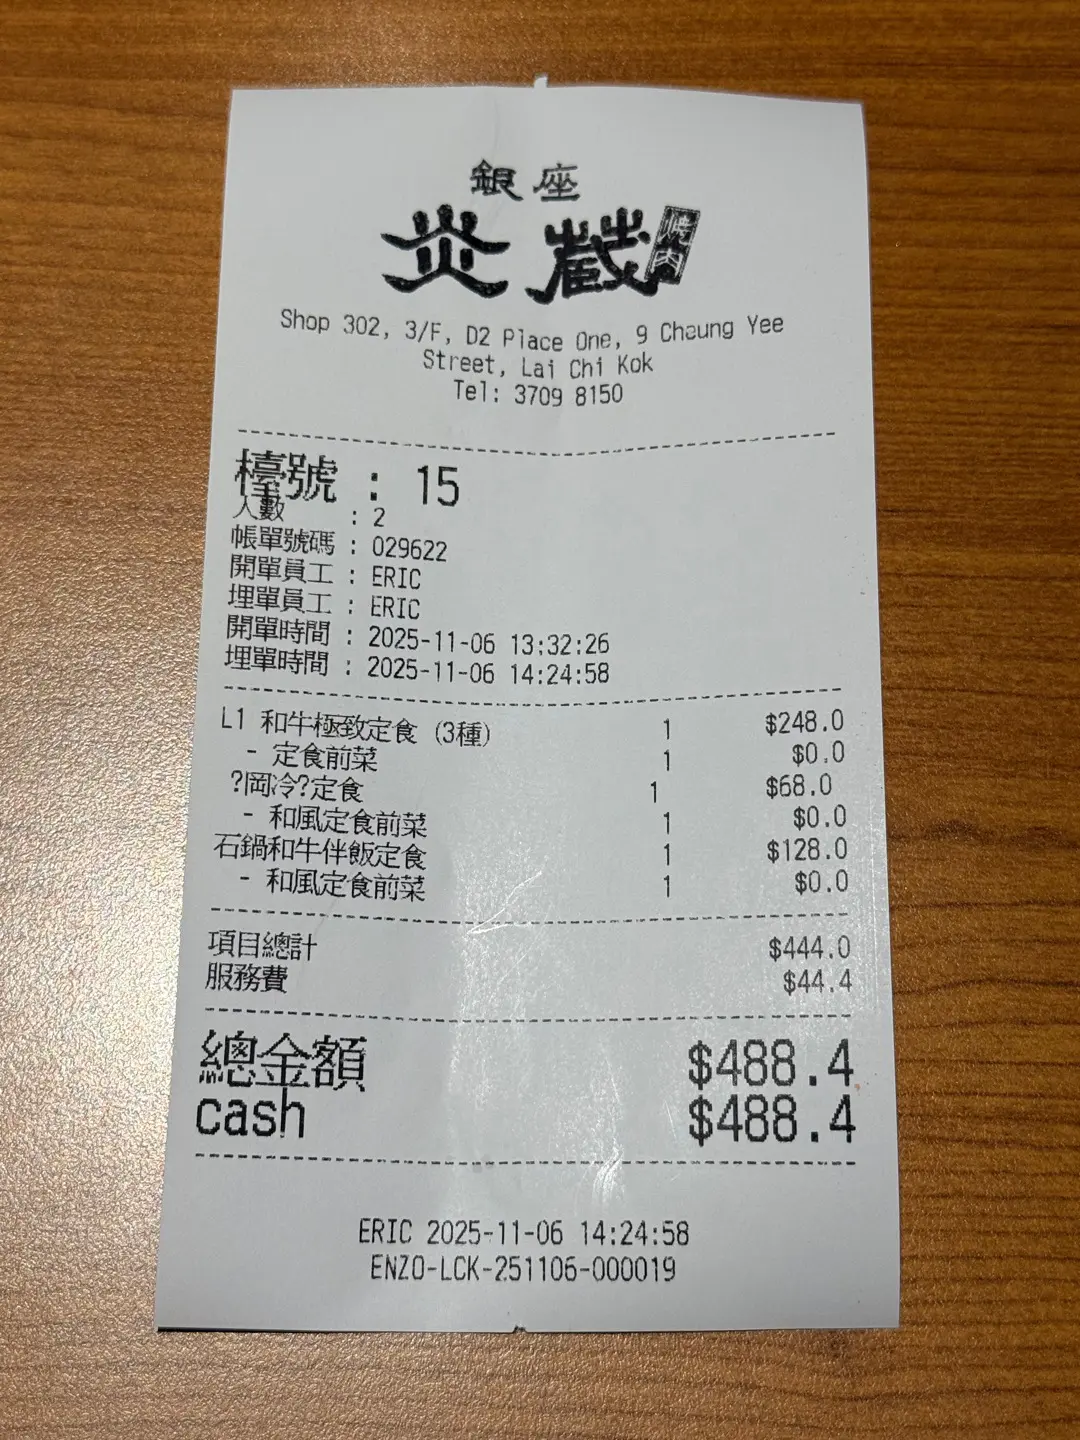 銀座
炎蔵 焼肉
Shop 302, 3/F, D2 Place One, 9 Cheung Yee
Street, Lai Chi Kok
Tel: 3709 8150
檯號 : 15
人數 : 2
帳單號碼 : 029622
開單員工 : ERIC
埋單員工 : ERIC
開單時間 : 2025-11-06 13:32:26
埋單時間 : 2025-11-06 14:24:58
L1 和牛極致定食 (3種) 1 $248.0
- 定食前菜 1 $0.0
?岡冷?定食 1 $68.0
- 和風定食前菜 1 $0.0
石鍋和牛伴飯定食 1 $128.0
- 和風定食前菜 1 $0.0
項目總計 $444.0
服務費 $44.4
總金額 $488.4
cash $488.4
ERIC 2025-11-06 14:24:58
ENZO-LCK-251106-000019